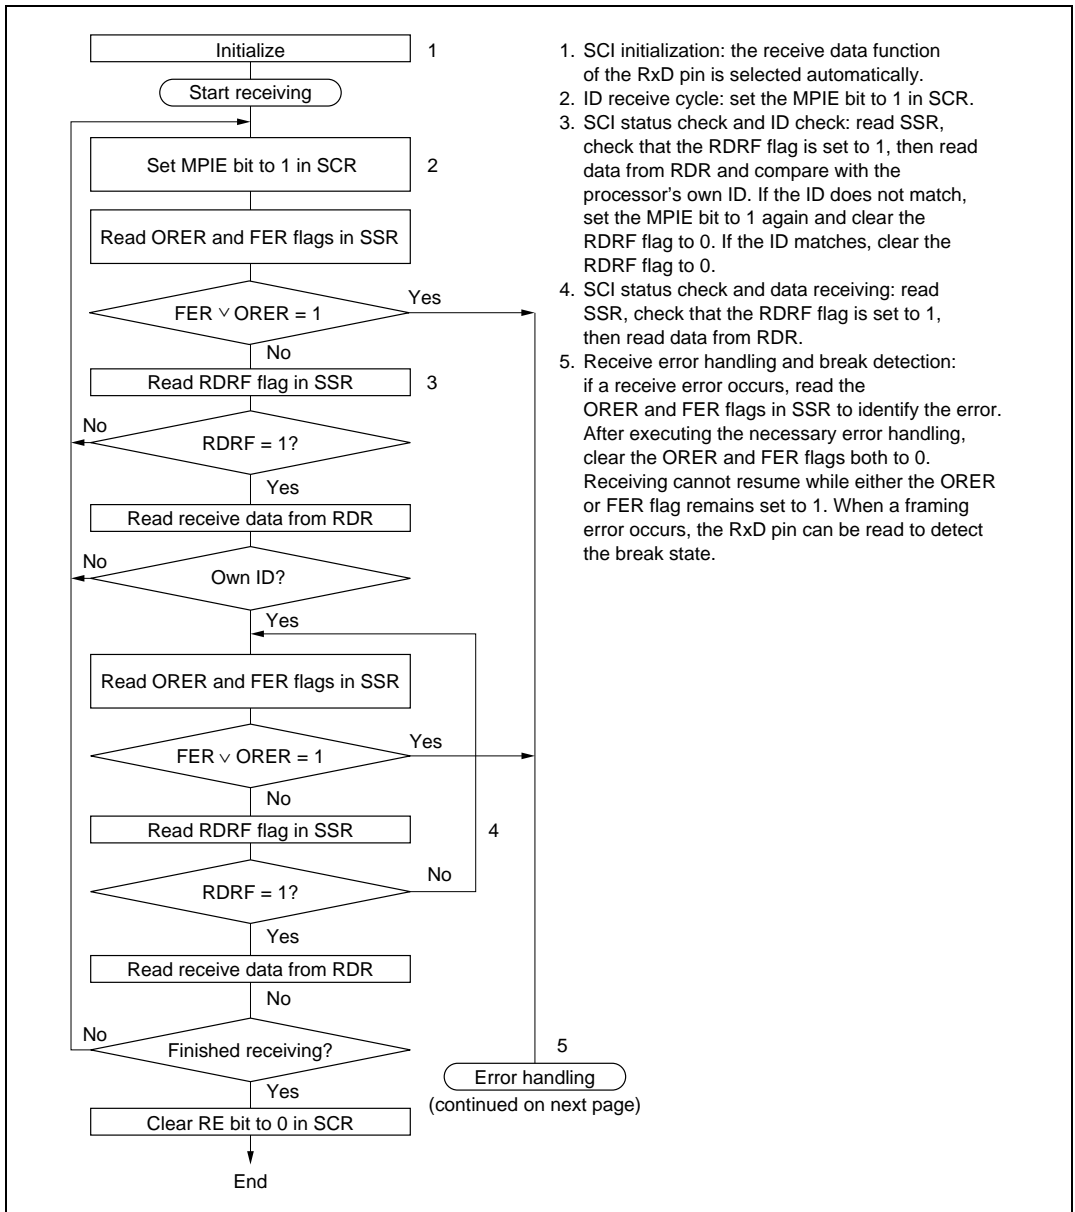 Initialize
1
Start receiving
Set MPIE bit to 1 in SCR
2
Read ORER and FER flags in SSR
FER ∨ ORER = 1
Yes
No
Read RDRF flag in SSR
3
No
RDRF = 1?
Yes
Read receive data from RDR
No
Own ID?
Yes
Read ORER and FER flags in SSR
FER ∨ ORER = 1
Yes
No
Read RDRF flag in SSR
4
RDRF = 1?
No
Yes
Read receive data from RDR
No
No
Finished receiving?
Yes
Clear RE bit to 0 in SCR
End
5
Error handling
(continued on next page)
1. SCI initialization: the receive data function
of the RxD pin is selected automatically.
2. ID receive cycle: set the MPIE bit to 1 in SCR.
3. SCI status check and ID check: read SSR,
check that the RDRF flag is set to 1, then read
data from RDR and compare with the
processor's own ID. If the ID does not match,
set the MPIE bit to 1 again and clear the
RDRF flag to 0. If the ID matches, clear the
RDRF flag to 0.
4. SCI status check and data receiving: read
SSR, check that the RDRF flag is set to 1,
then read data from RDR.
5. Receive error handling and break detection:
if a receive error occurs, read the
ORER and FER flags in SSR to identify the error.
After executing the necessary error handling,
clear the ORER and FER flags both to 0.
Receiving cannot resume while either the ORER
or FER flag remains set to 1. When a framing
error occurs, the RxD pin can be read to detect
the break state.